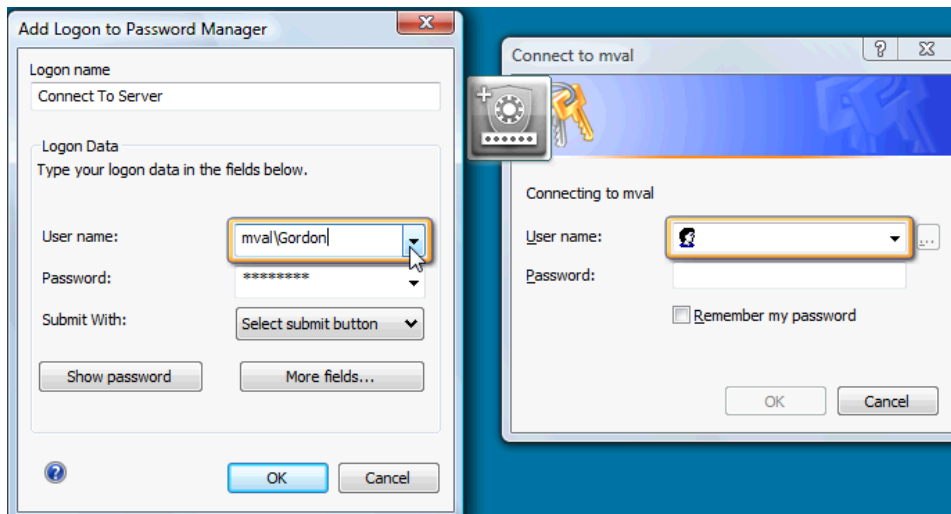 Add Logon to Password Manager
Logon name
Connect To Server
Logon Data
Type your logon data in the fields below.
User name:
mval\Gordon
Password:
********
Submit With:
Select submit button
Show password
More fields...
OK
Cancel
Connect to mval
Connecting to mval
User name:
...
Password:
Remember my password
OK
Cancel